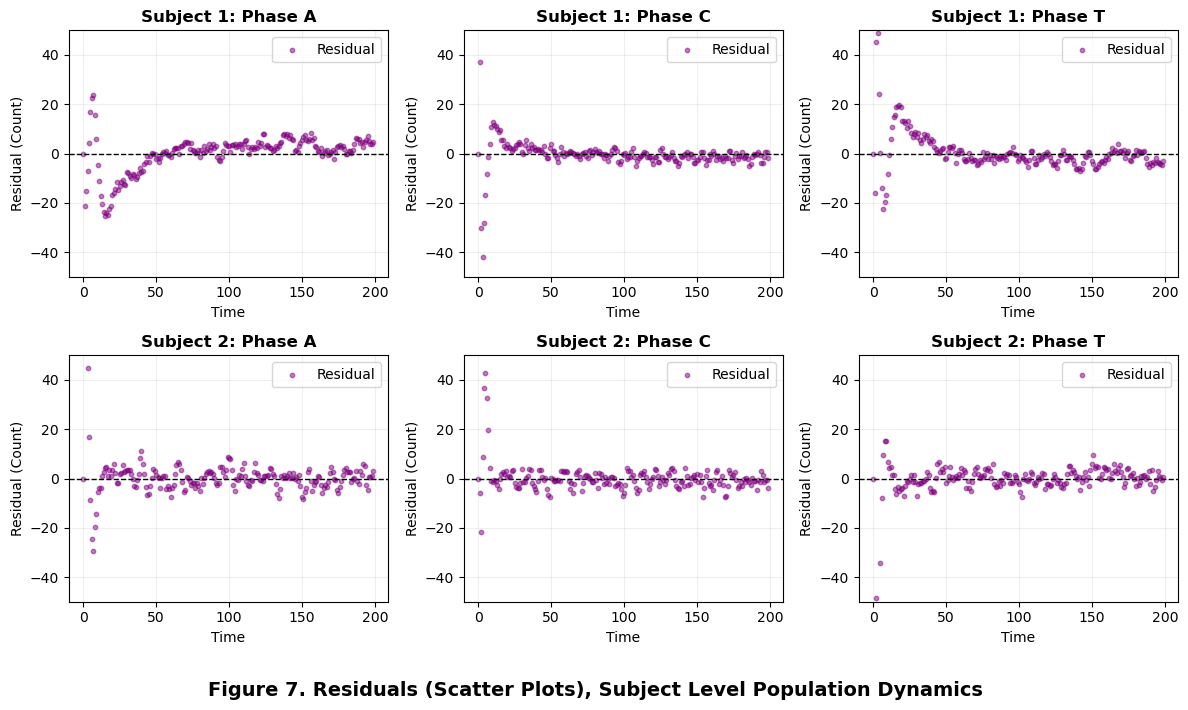 Subject 1: Phase A
Subject 1: Phase C
Subject 1: Phase T
Residual (Count)
40
20
0
−20
−40
Residual
0 50 100 150 200
Time
Residual (Count)
40
20
0
−20
−40
Residual
0 50 100 150 200
Time
Residual (Count)
40
20
0
−20
−40
Residual
0 50 100 150 200
Time
Subject 2: Phase A
Subject 2: Phase C
Subject 2: Phase T
Residual (Count)
40
20
0
−20
−40
Residual
0 50 100 150 200
Time
Residual (Count)
40
20
0
−20
−40
Residual
0 50 100 150 200
Time
Residual (Count)
40
20
0
−20
−40
Residual
0 50 100 150 200
Time
Figure 7. Residuals (Scatter Plots), Subject Level Population Dynamics